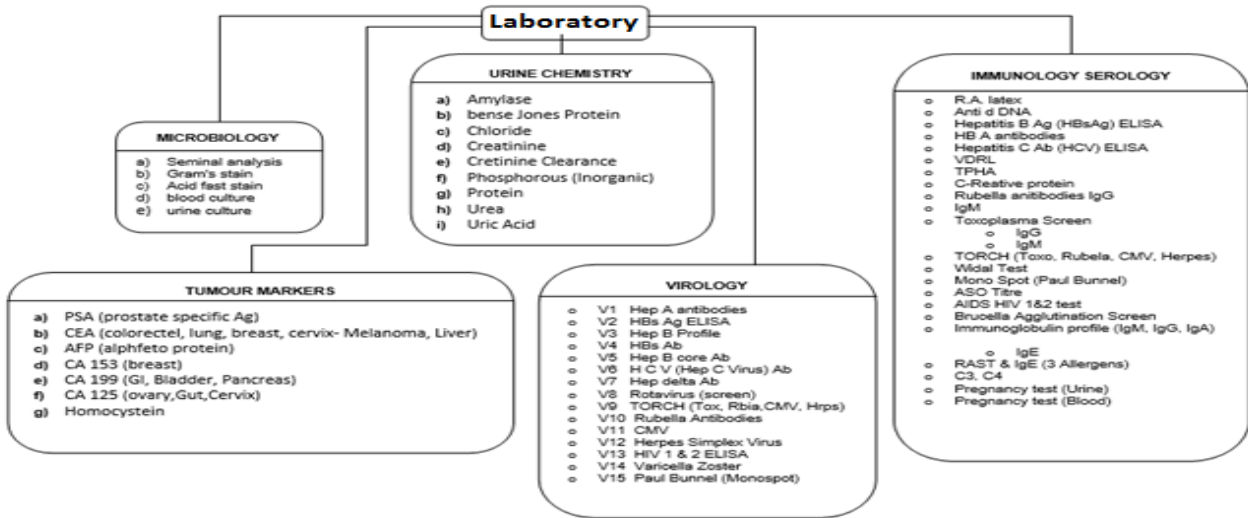 Laboratory
MICROBIOLOGY
a) Seminal analysis
b) Gram's stain
c) Acid fast stain
d) blood culture
e) urine culture
URINE CHEMISTRY
a) Amylase
b) bense Jones Protein
c) Chloride
d) Creatinine
e) Cretinine Clearance
f) Phosphorous (Inorganic)
g) Protein
h) Urea
i) Uric Acid
IMMUNOLOGY SEROLOGY
o R.A. latex
o Anti d DNA
o Hepatitis B Ag (HBsAg) ELISA
o HB A antibodies
o Hepatitis C Ab (HCV) ELISA
o VDRL
o TPHA
o C-Reative protein
o Rubella anitibodies IgG
o IgM
o Toxoplasma Screen
o IgG
o IgM
o TORCH (Toxo, Rubela, CMV, Herpes)
o Widal Test
o Mono Spot (Paul Bunnel)
o ASO Titre
o AIDS HIV 1&2 test
o Brucella Agglutination Screen
o Immunoglobulin profile (IgM, IgG, IgA)
o IgE
o RAST & IgE (3 Allergens)
o C3, C4
o Pregnancy test (Urine)
o Pregnancy test (Blood)
TUMOUR MARKERS
a) PSA (prostate specific Ag)
b) CEA (colorectel, lung, breast, cervix- Melanoma, Liver)
c) AFP (alphfeto protein)
d) CA 153 (breast)
e) CA 199 (GI, Bladder, Pancreas)
f) CA 125 (ovary,Gut,Cervix)
g) Homocystein
VIROLOGY
o V1 Hep A antibodies
o V2 HBs Ag ELISA
o V3 Hep B Profile
o V4 HBs Ab
o V5 Hep B core Ab
o V6 H C V (Hep C Virus) Ab
o V7 Hep delta Ab
o V8 Rotavirus (screen)
o V9 TORCH (Tox, Rbia,CMV, Hrps)
o V10 Rubella Antibodies
o V11 CMV
o V12 Herpes Simplex Virus
o V13 HIV 1 & 2 ELISA
o V14 Varicella Zoster
o V15 Paul Bunnel (Monospot)